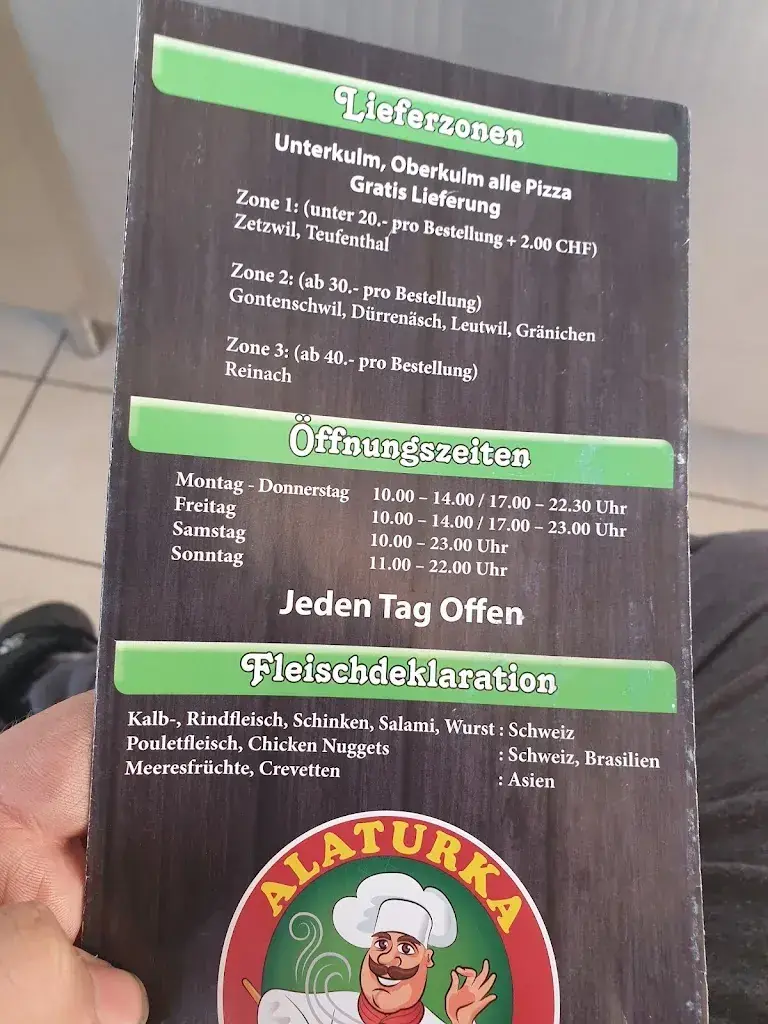 Lieferzonen
Unterkulm, Oberkulm alle Pizza
Gratis Lieferung
Zone 1: (unter 20.- pro Bestellung + 2.00 CHF)
Zetzwil, Teufenthal
Zone 2: (ab 30.- pro Bestellung)
Gontenschwil, Dürrenäsch, Leutwil, Gränichen
Zone 3: (ab 40.- pro Bestellung)
Reinach
Öffnungszeiten
Montag - Donnerstag 10.00 – 14.00 / 17.00 – 22.30 Uhr
Freitag 10.00 – 14.00 / 17.00 – 23.00 Uhr
Samstag 10.00 – 23.00 Uhr
Sonntag 11.00 – 22.00 Uhr
Jeden Tag Offen
Fleischdeklaration
Kalb-, Rindfleisch, Schinken, Salami, Wurst : Schweiz
Pouletfleisch, Chicken Nuggets : Schweiz, Brasilien
Meeresfrüchte, Crevetten : Asien
ALATURKA